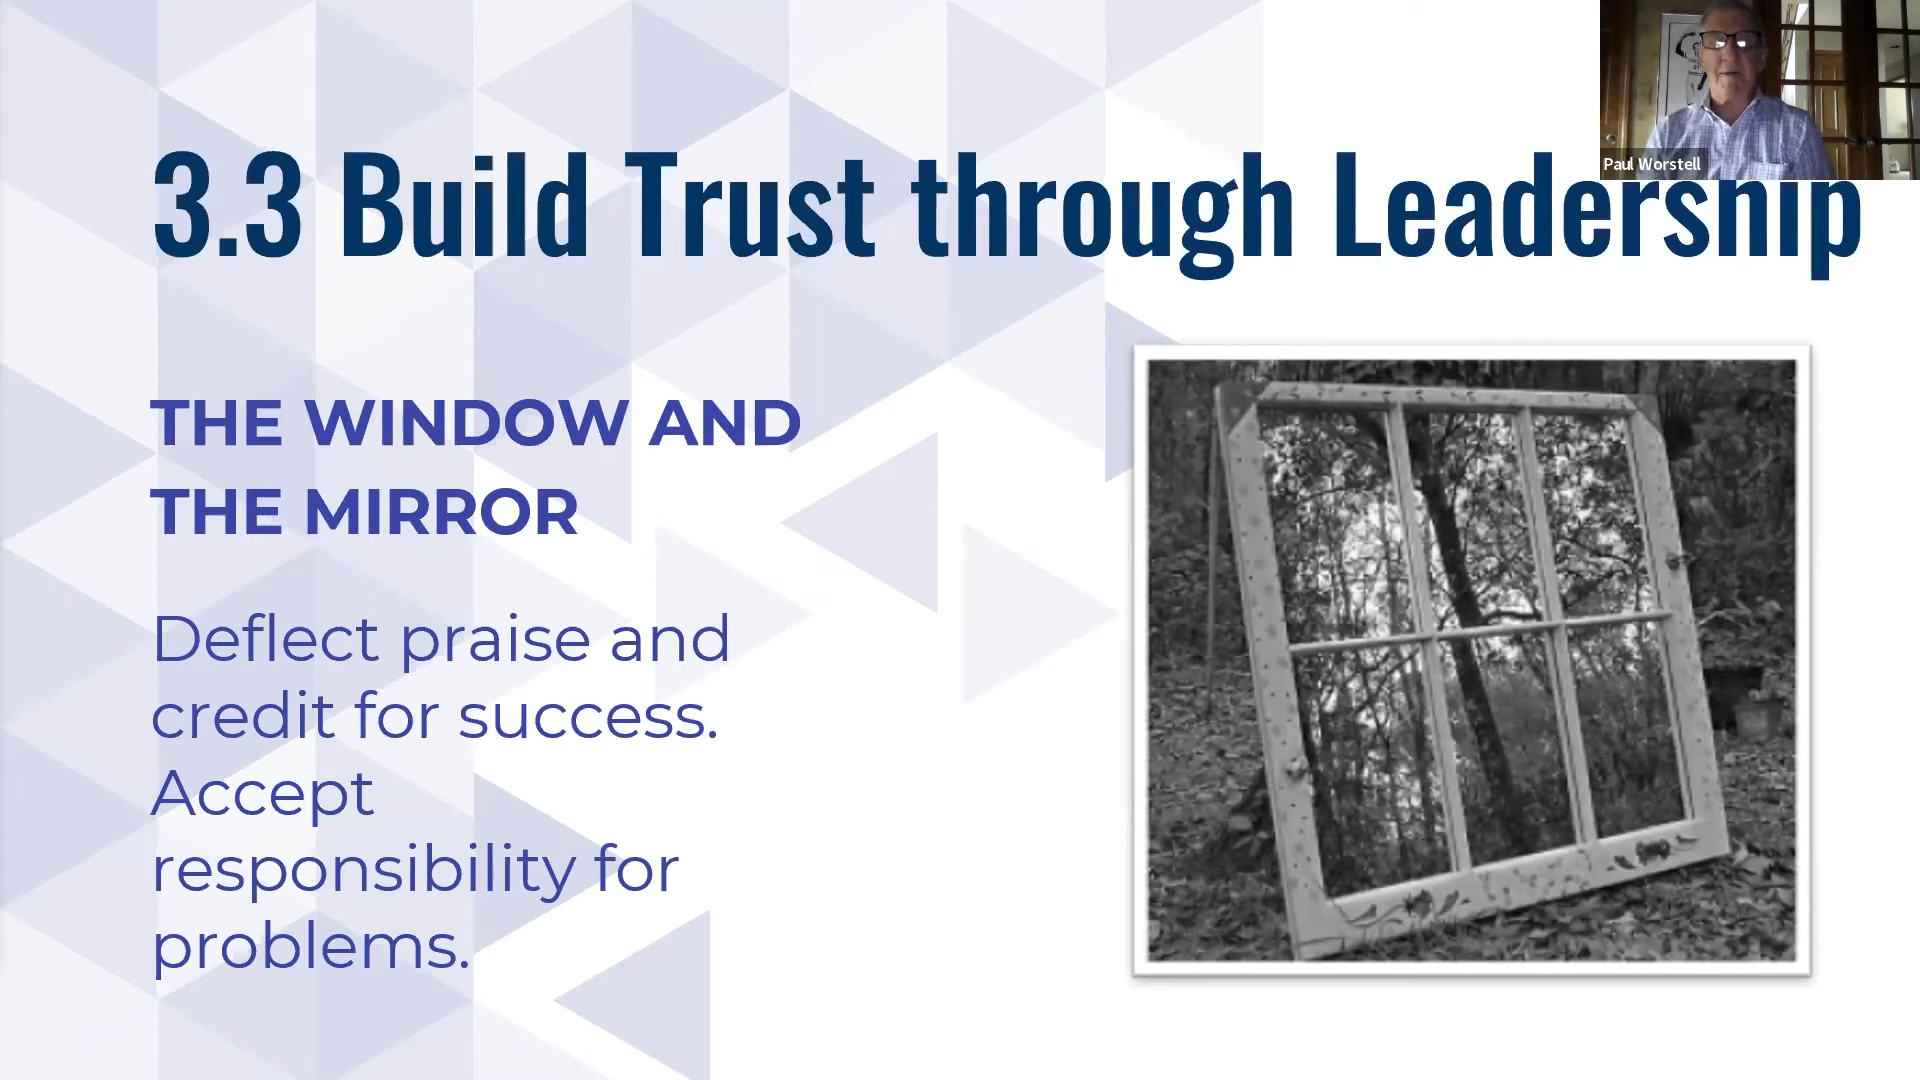 Paul Worstell
3.3 Build Trust through Leadership
THE WINDOW AND
THE MIRROR
Deflect praise and
credit for success.
Accept
responsibility for
problems.